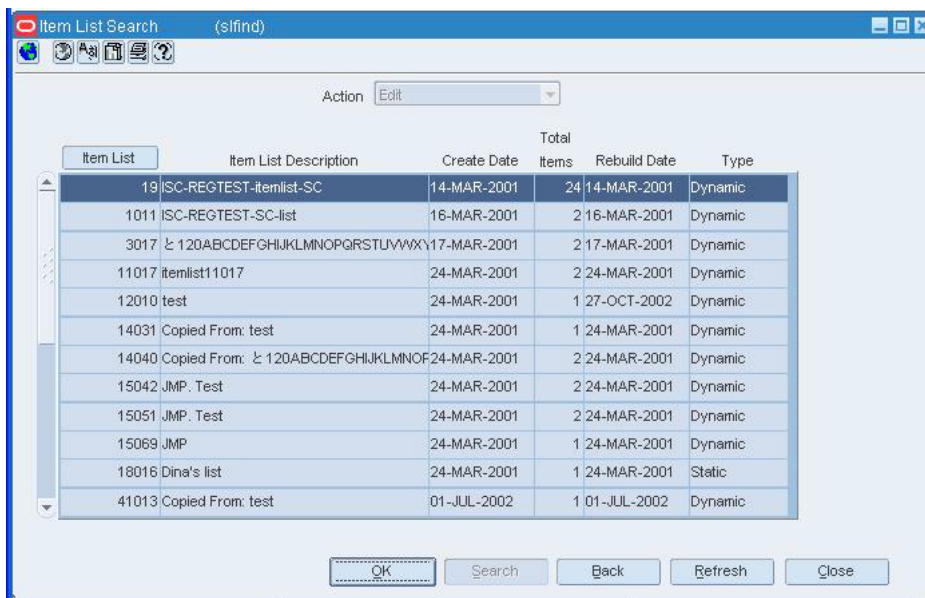 Item List Search (slfind)
Action Edit
Total
Item List Item List Description Create Date Items Rebuild Date Type
19 ISC-REGTEST-itemlist-SC 14-MAR-2001 24 14-MAR-2001 Dynamic
1011 ISC-REGTEST-SC-list 16-MAR-2001 2 16-MAR-2001 Dynamic
3017 と120ABCDEFGHIJKLMNOPQRSTUVWXY 17-MAR-2001 2 17-MAR-2001 Dynamic
11017 itemlist11017 24-MAR-2001 2 24-MAR-2001 Dynamic
12010 test 24-MAR-2001 1 27-OCT-2002 Dynamic
14031 Copied From: test 24-MAR-2001 1 24-MAR-2001 Dynamic
14040 Copied From: と120ABCDEFGHIJKLMNOP 24-MAR-2001 2 24-MAR-2001 Dynamic
15042 JMP. Test 24-MAR-2001 2 24-MAR-2001 Dynamic
15051 JMP. Test 24-MAR-2001 2 24-MAR-2001 Dynamic
15069 JMP 24-MAR-2001 1 24-MAR-2001 Dynamic
18016 Dina's list 24-MAR-2001 1 24-MAR-2001 Static
41013 Copied From: test 01-JUL-2002 1 01-JUL-2002 Dynamic
OK Search Back Refresh Close